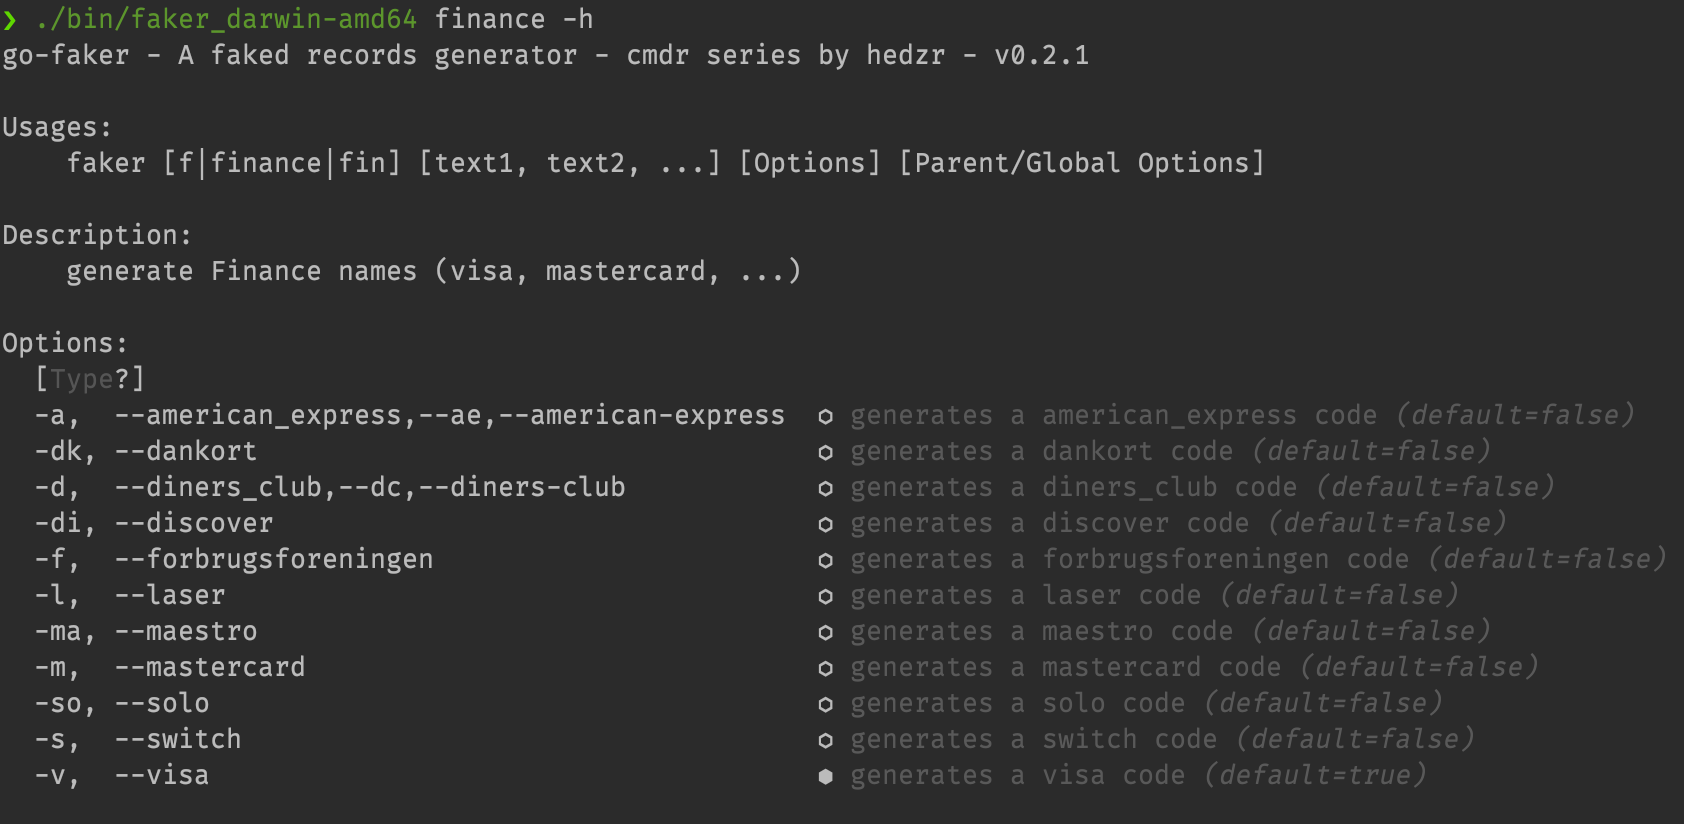 ❯ ./bin/faker_darwin-amd64 finance -h
go-faker - A faked records generator - cmdr series by hedzr - v0.2.1
Usages:
faker [f|finance|fin] [text1, text2, ...] [Options] [Parent/Global Options]
Description:
generate Finance names (visa, mastercard, ...)
Options:
[Type?]
-a, --american_express,--ae,--american-express ○ generates a american_express code (default=false)
-dk, --dankort ○ generates a dankort code (default=false)
-d, --diners_club,--dc,--diners-club ○ generates a diners_club code (default=false)
-di, --discover ○ generates a discover code (default=false)
-f, --forbrugsforeningen ○ generates a forbrugsforeningen code (default=false)
-l, --laser ○ generates a laser code (default=false)
-ma, --maestro ○ generates a maestro code (default=false)
-m, --mastercard ○ generates a mastercard code (default=false)
-so, --solo ○ generates a solo code (default=false)
-s, --switch ○ generates a switch code (default=false)
-v, --visa ● generates a visa code (default=true)